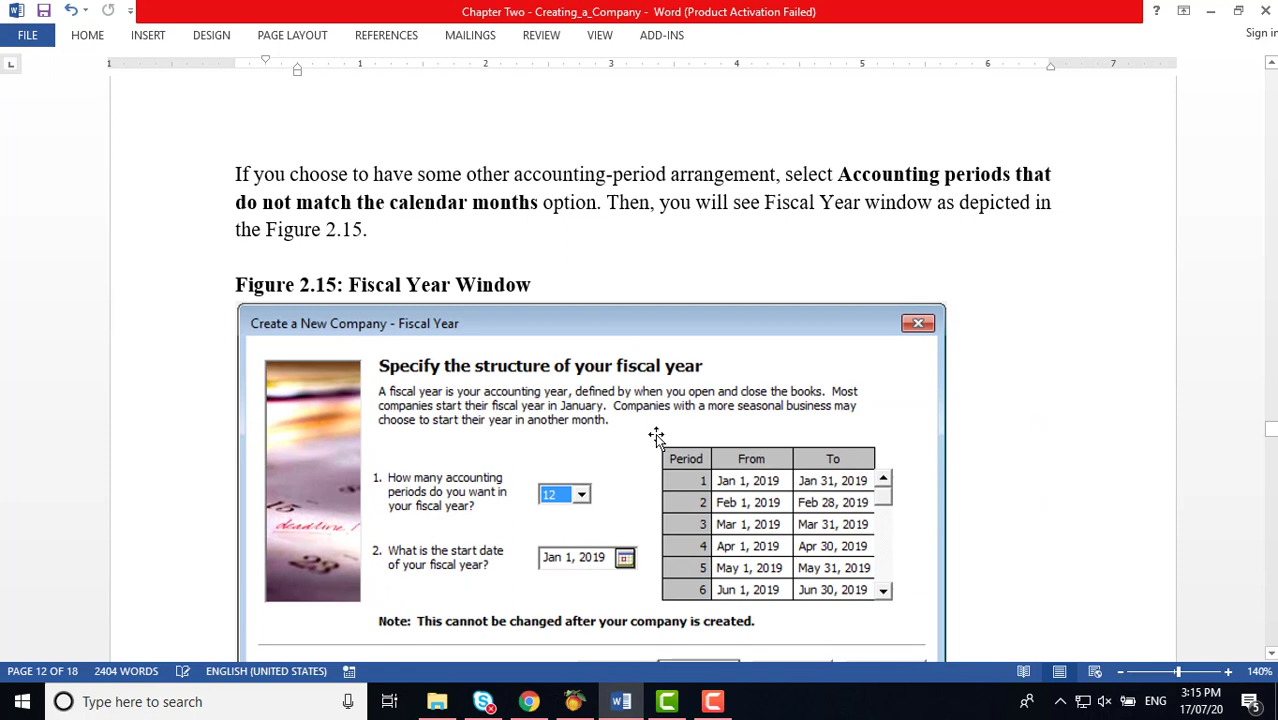 Chapter Two - Creating_a_Company - Word (Product Activation Failed)
?
FILE HOME INSERT DESIGN PAGE LAYOUT REFERENCES MAILINGS REVIEW VIEW ADD-INS
Sign in
1 1 2 3 4 5 6 7
If you choose to have some other accounting-period arrangement, select Accounting periods that
do not match the calendar months option. Then, you will see Fiscal Year window as depicted in
the Figure 2.15.
Figure 2.15: Fiscal Year Window
Create a New Company - Fiscal Year
Specify the structure of your fiscal year
A fiscal year is your accounting year, defined by when you open and close the books. Most
companies start their fiscal year in January. Companies with a more seasonal business may
choose to start their year in another month.
1. How many accounting
periods do you want in
your fiscal year?
12
2. What is the start date
of your fiscal year?
Jan 1, 2019
Period From To
1 Jan 1, 2019 Jan 31, 2019
2 Feb 1, 2019 Feb 28, 2019
3 Mar 1, 2019 Mar 31, 2019
4 Apr 1, 2019 Apr 30, 2019
5 May 1, 2019 May 31, 2019
6 Jun 1, 2019 Jun 30, 2019
deadline!
23
Note: This cannot be changed after your company is created.
PAGE 12 OF 18 2404 WORDS ENGLISH (UNITED STATES) 140%
Type here to search
ENG
3:15 PM
17/07/20
5